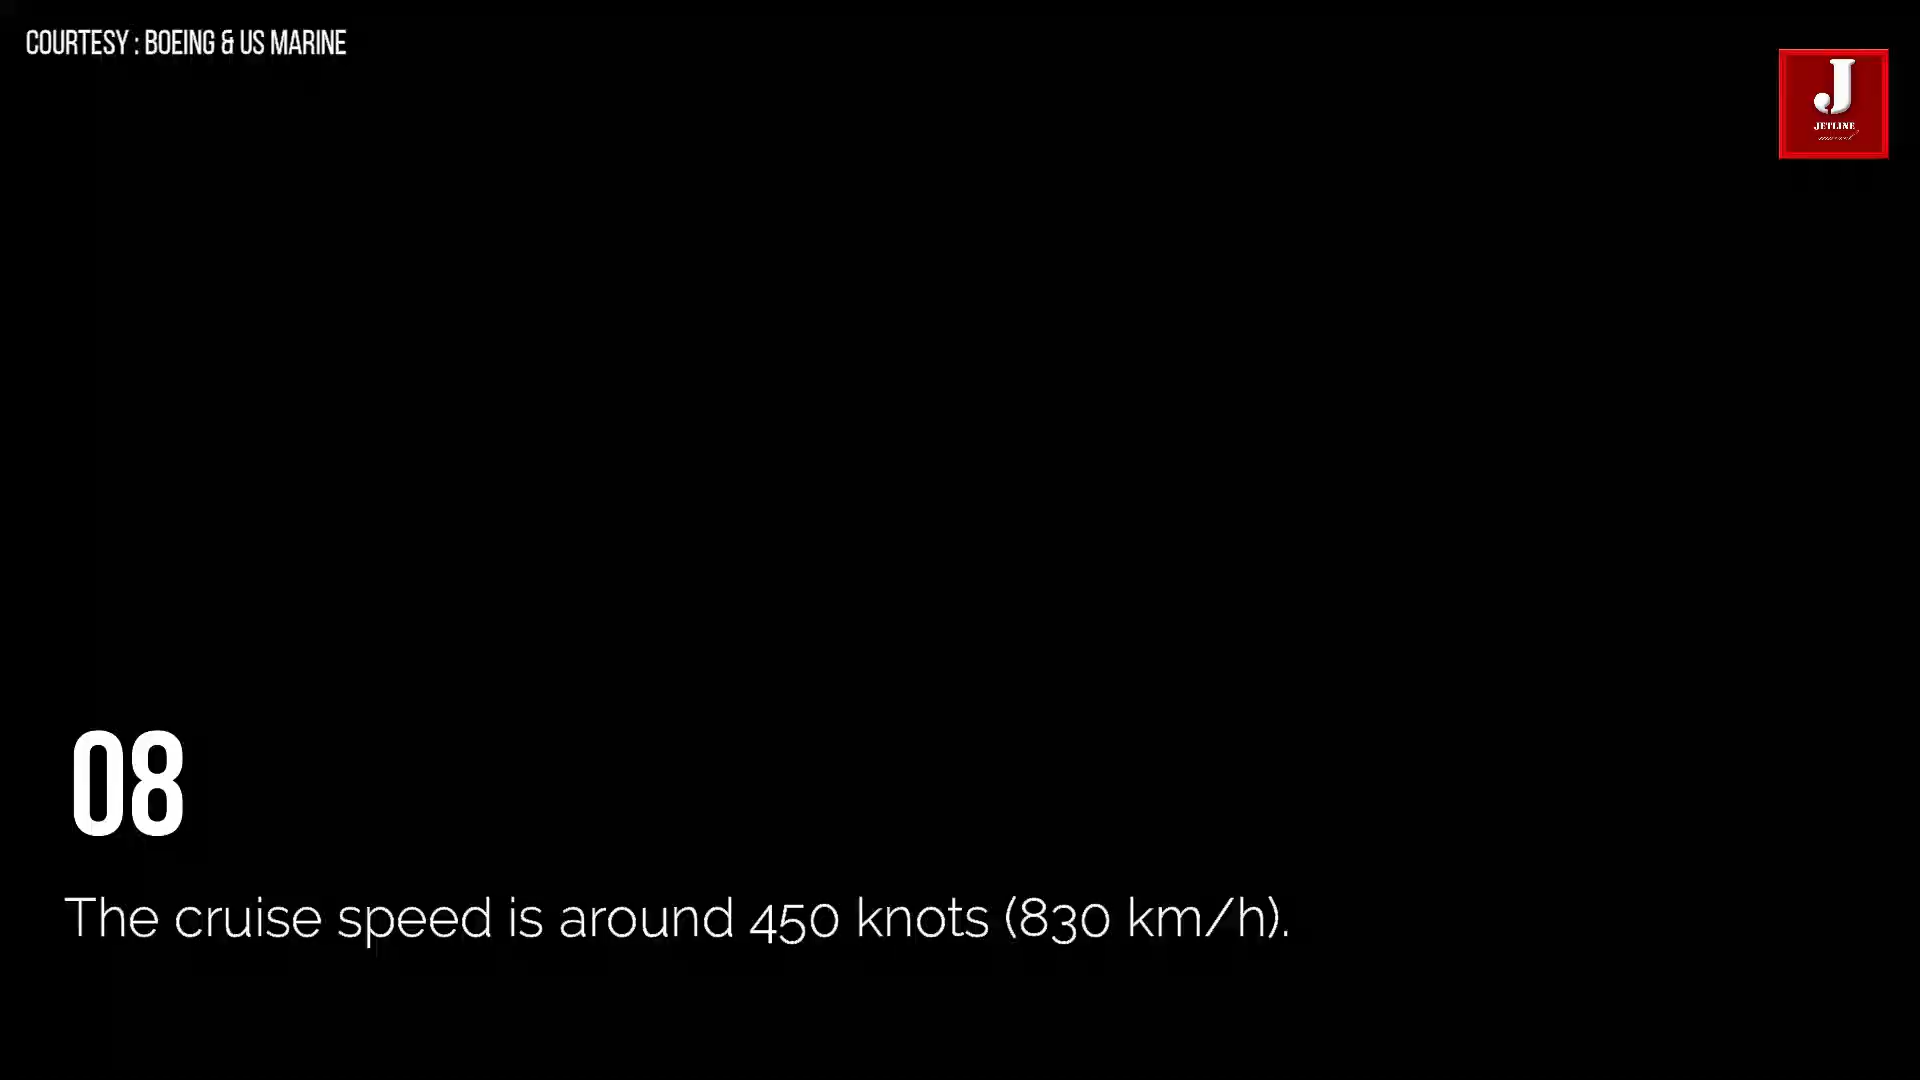 COURTESY : BOEING & US MARINE
J
JETLINE
08
The cruise speed is around 450 knots (830 km/h).